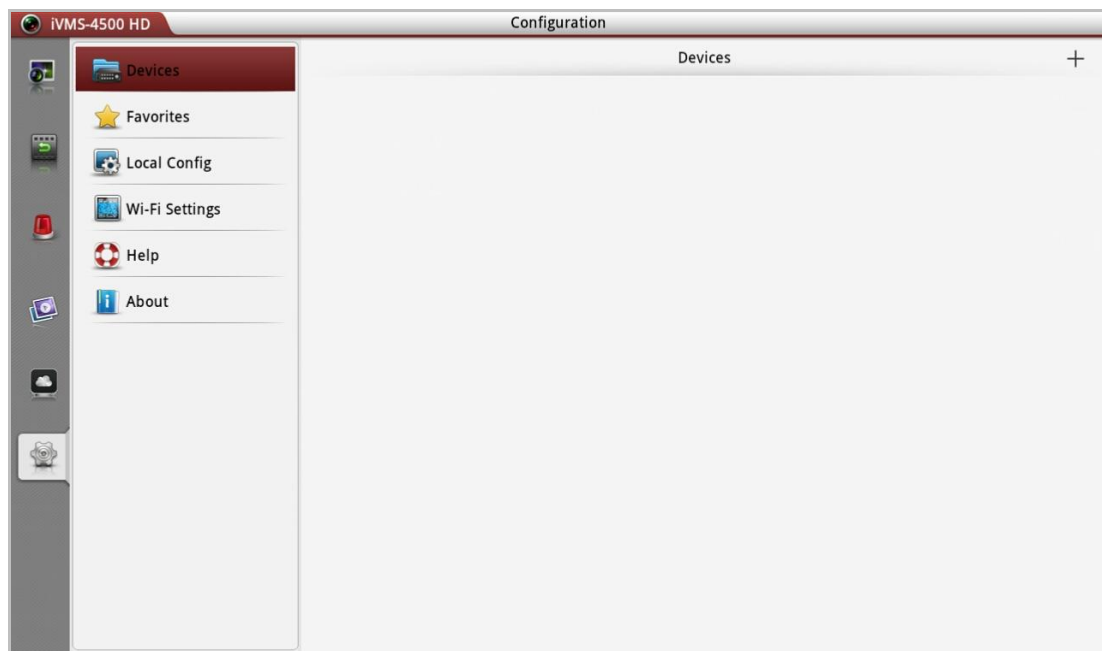 iVMS-4500 HD
Configuration
Devices
Devices
Favorites
Local Config
Wi-Fi Settings
Help
About